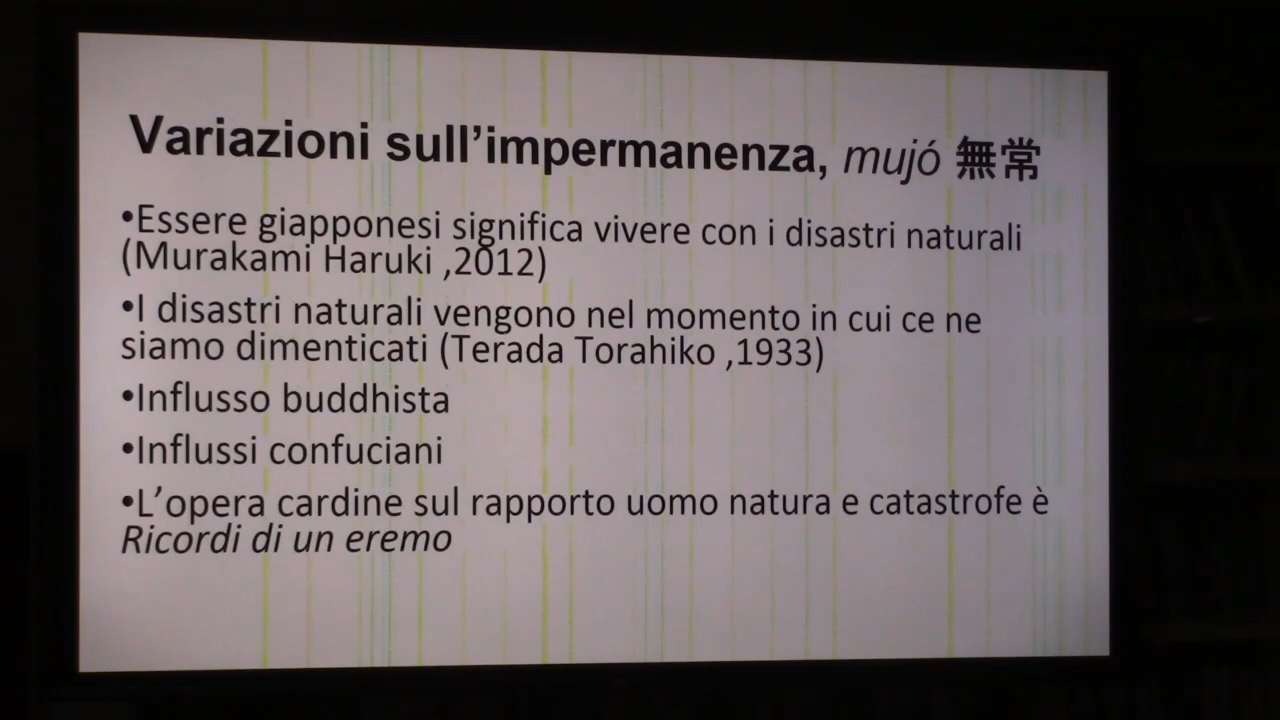 Variazioni sull'impermanenza, mujó 無常
•Essere giapponesi significa vivere con i disastri naturali
(Murakami Haruki ,2012)
•I disastri naturali vengono nel momento in cui ce ne
siamo dimenticati (Terada Torahiko ,1933)
•Influsso buddhista
•Influssi confuciani
•L'opera cardine sul rapporto uomo natura e catastrofe è
Ricordi di un eremo